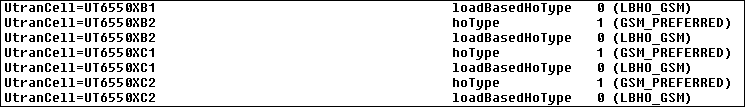 UtranCell=UT6550XB1 loadBasedHoType 0 (LBHO_GSM)
UtranCell=UT6550XB2 hoType 1 (GSM_PREFERRED)
UtranCell=UT6550XB2 loadBasedHoType 0 (LBHO_GSM)
UtranCell=UT6550XC1 hoType 1 (GSM_PREFERRED)
UtranCell=UT6550XC1 loadBasedHoType 0 (LBHO_GSM)
UtranCell=UT6550XC2 hoType 1 (GSM_PREFERRED)
UtranCell=UT6550XC2 loadBasedHoType 0 (LBHO_GSM)